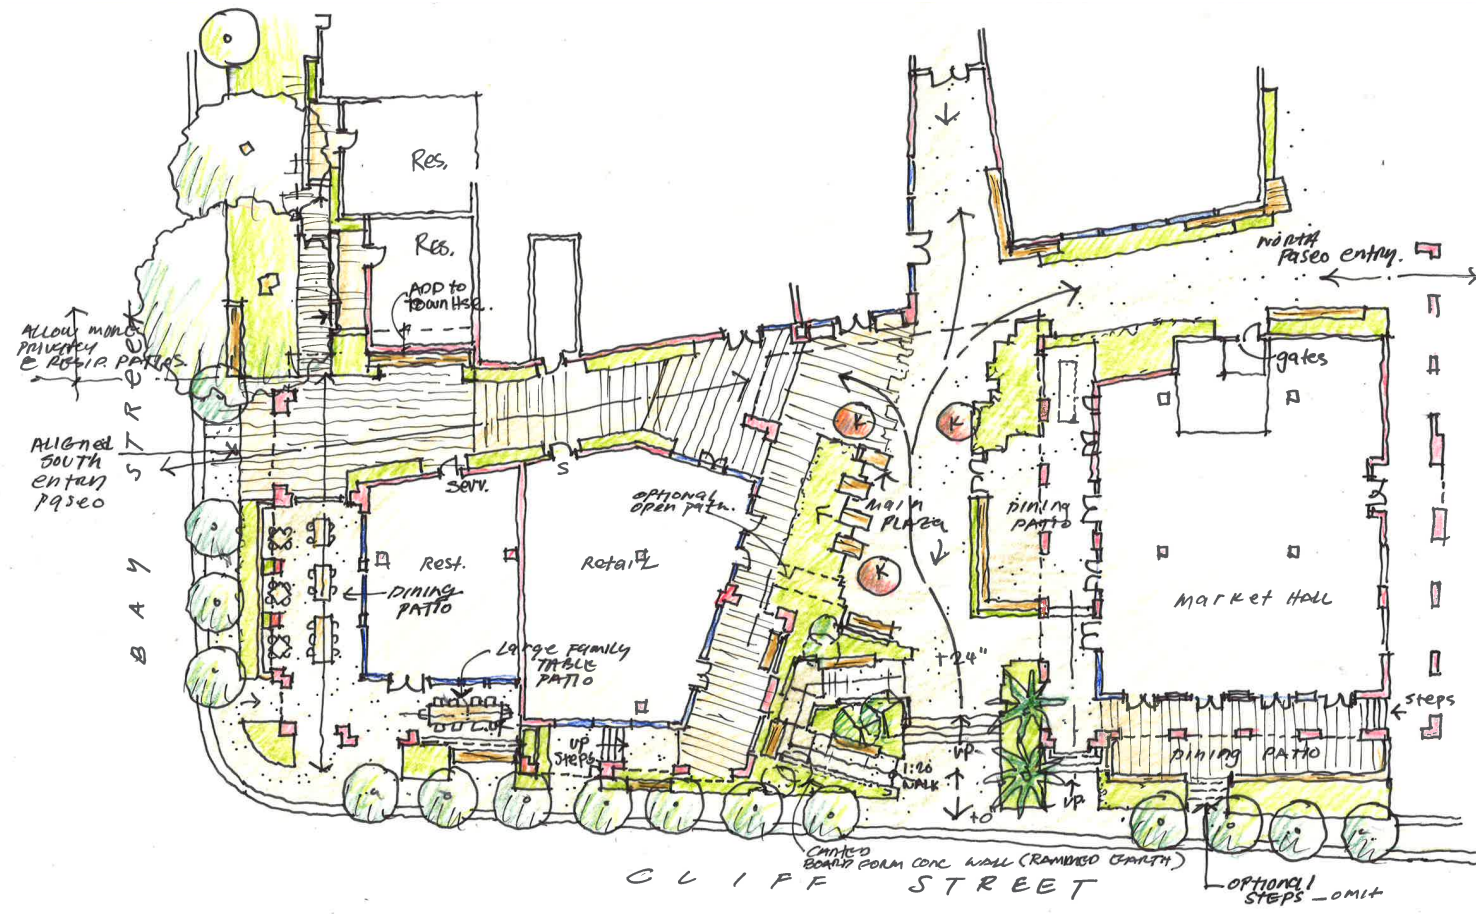 Res.
Res.
ADD to
TOWNHSE.
NORTH
Paseo entry.
ALLOW MORE
PRIVACY
@ RESID. PATIOS
gates
BAY STREET
ALIGNED
SOUTH
entry
paseo
Serv.
S
OPTIONAL
open path.
K
K
K
MAIN
PLAZA
DINING
PATIO
Rest.
Retail
DINING
PATIO
MARKET HALL
LARGE FAMILY
TABLE
PATIO
+24"
steps
UP
STEPS
UP
DINING PATIO
1:20
WALK
UP
+0"
CANTED
BOARD FORM CONC WALL (RAMMED EARTH)
CLIFF STREET
OPTIONAL
STEPS - OMIT